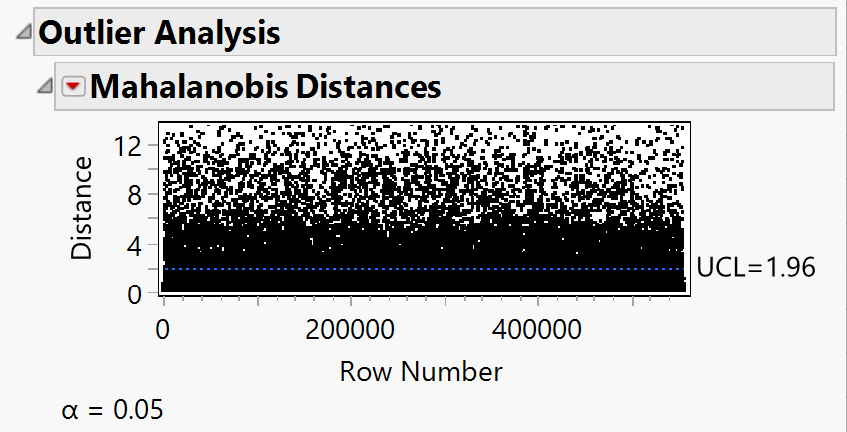 Outlier Analysis
Mahalanobis Distances
Distance
12
8
4
0
UCL=1.96
0 200000 400000
Row Number
α = 0.05